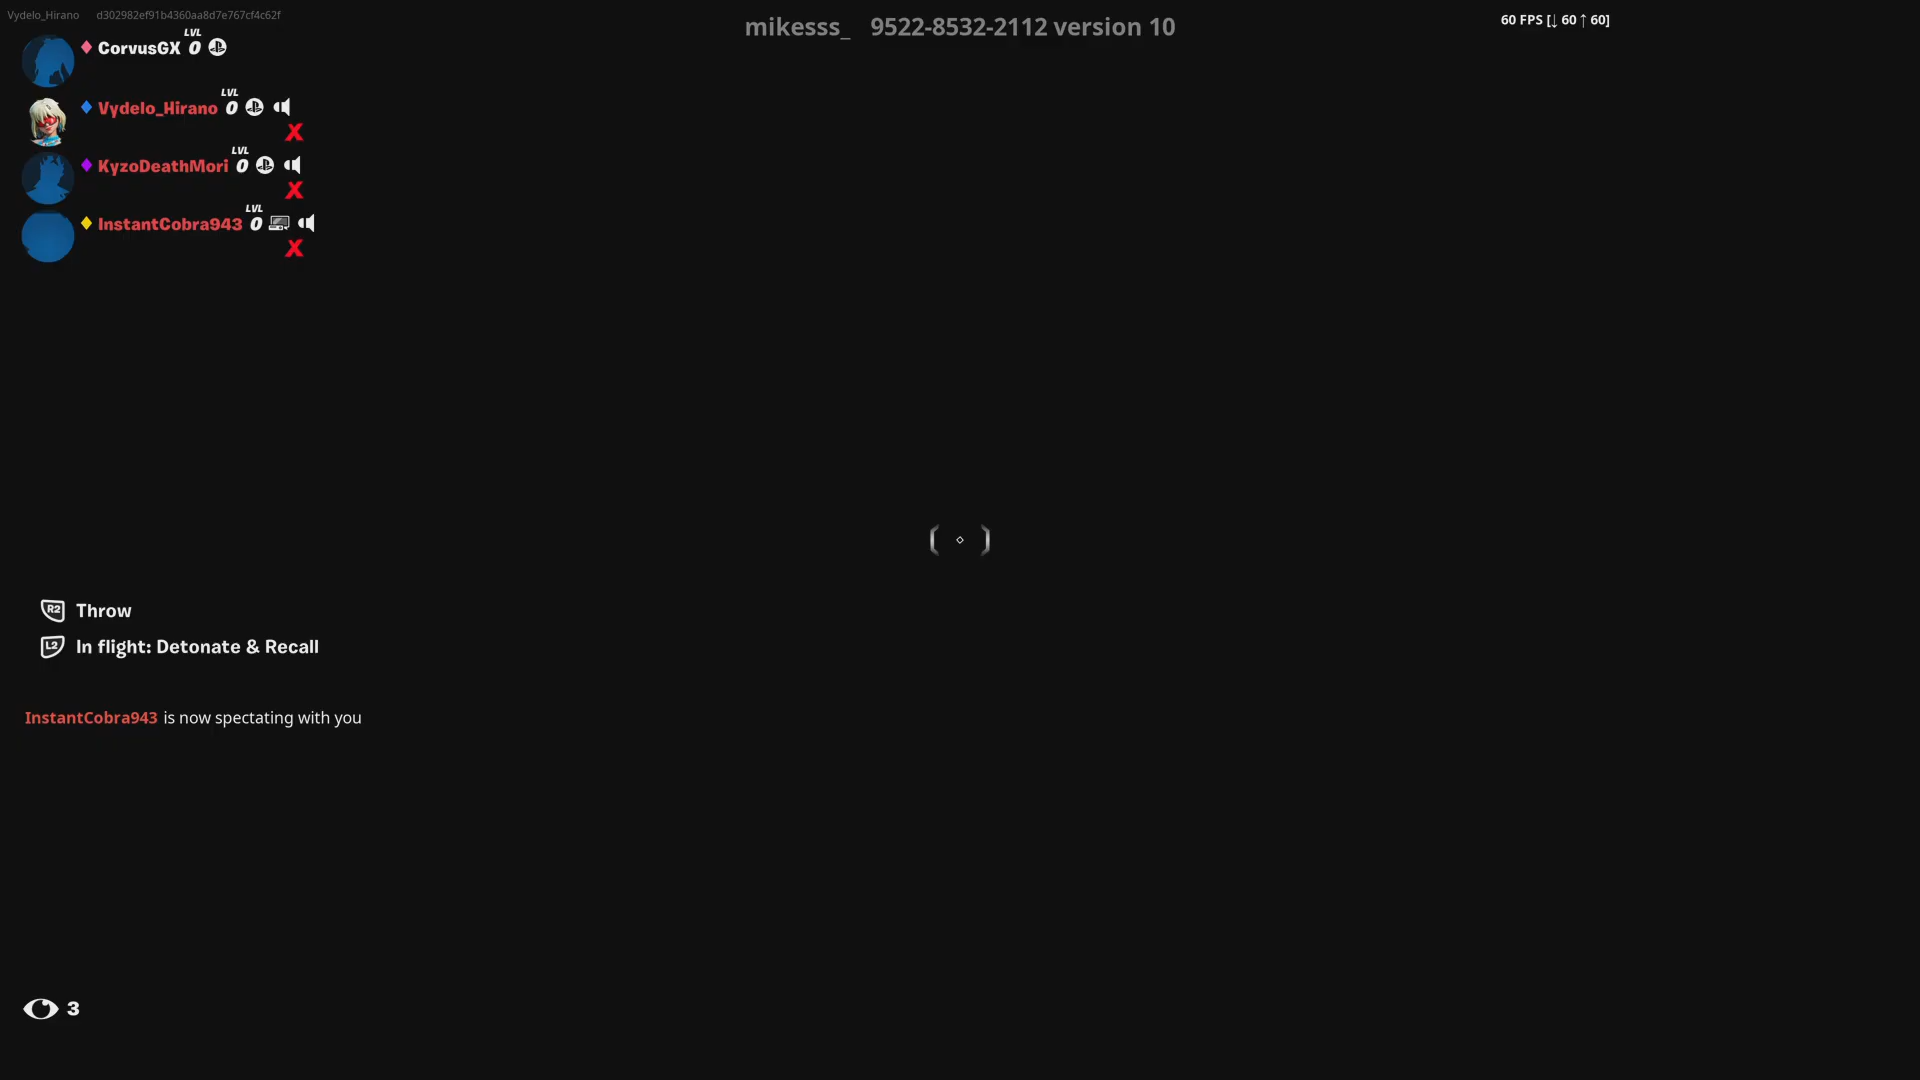 Vydelo_Hirano d302982ef91b4360aa8d7e767cf4c62f
mikesss_ 9522-8532-2112 version 10
60 FPS [↓ 60 ↑ 60]
CorvusGX LVL 0
Vydelo_Hirano LVL 0
X
KyzoDeathMori LVL 0
X
InstantCobra943 LVL 0
X
R2 Throw
L2 In flight: Detonate & Recall
InstantCobra943 is now spectating with you
3